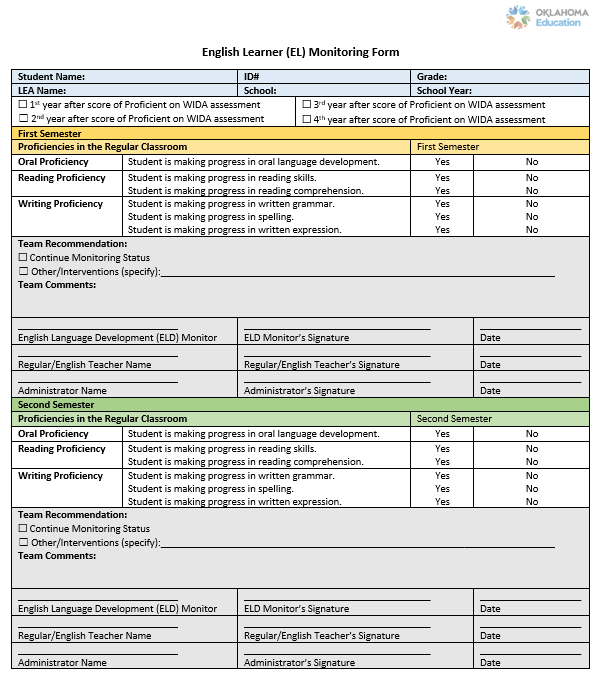 OKLAHOMA
Education
English Learner (EL) Monitoring Form
Student Name: ID# Grade:
LEA Name: School: School Year:
☐ 1st year after score of Proficient on WIDA assessment ☐ 3rd year after score of Proficient on WIDA assessment
☐ 2nd year after score of Proficient on WIDA assessment ☐ 4th year after score of Proficient on WIDA assessment
First Semester
Proficiencies in the Regular Classroom First Semester
Oral Proficiency Student is making progress in oral language development. Yes No
Reading Proficiency Student is making progress in reading skills. Yes No
Student is making progress in reading comprehension. Yes No
Writing Proficiency Student is making progress in written grammar. Yes No
Student is making progress in spelling. Yes No
Student is making progress in written expression. Yes No
Team Recommendation:
☐ Continue Monitoring Status
☐ Other/Interventions (specify):
Team Comments:
English Language Development (ELD) Monitor ELD Monitor's Signature Date
Regular/English Teacher Name Regular/English Teacher's Signature Date
Administrator Name Administrator's Signature Date
Second Semester
Proficiencies in the Regular Classroom Second Semester
Oral Proficiency Student is making progress in oral language development. Yes No
Reading Proficiency Student is making progress in reading skills. Yes No
Student is making progress in reading comprehension. Yes No
Writing Proficiency Student is making progress in written grammar. Yes No
Student is making progress in spelling. Yes No
Student is making progress in written expression. Yes No
Team Recommendation:
☐ Continue Monitoring Status
☐ Other/Interventions (specify):
Team Comments:
English Language Development (ELD) Monitor ELD Monitor's Signature Date
Regular/English Teacher Name Regular/English Teacher's Signature Date
Administrator Name Administrator's Signature Date